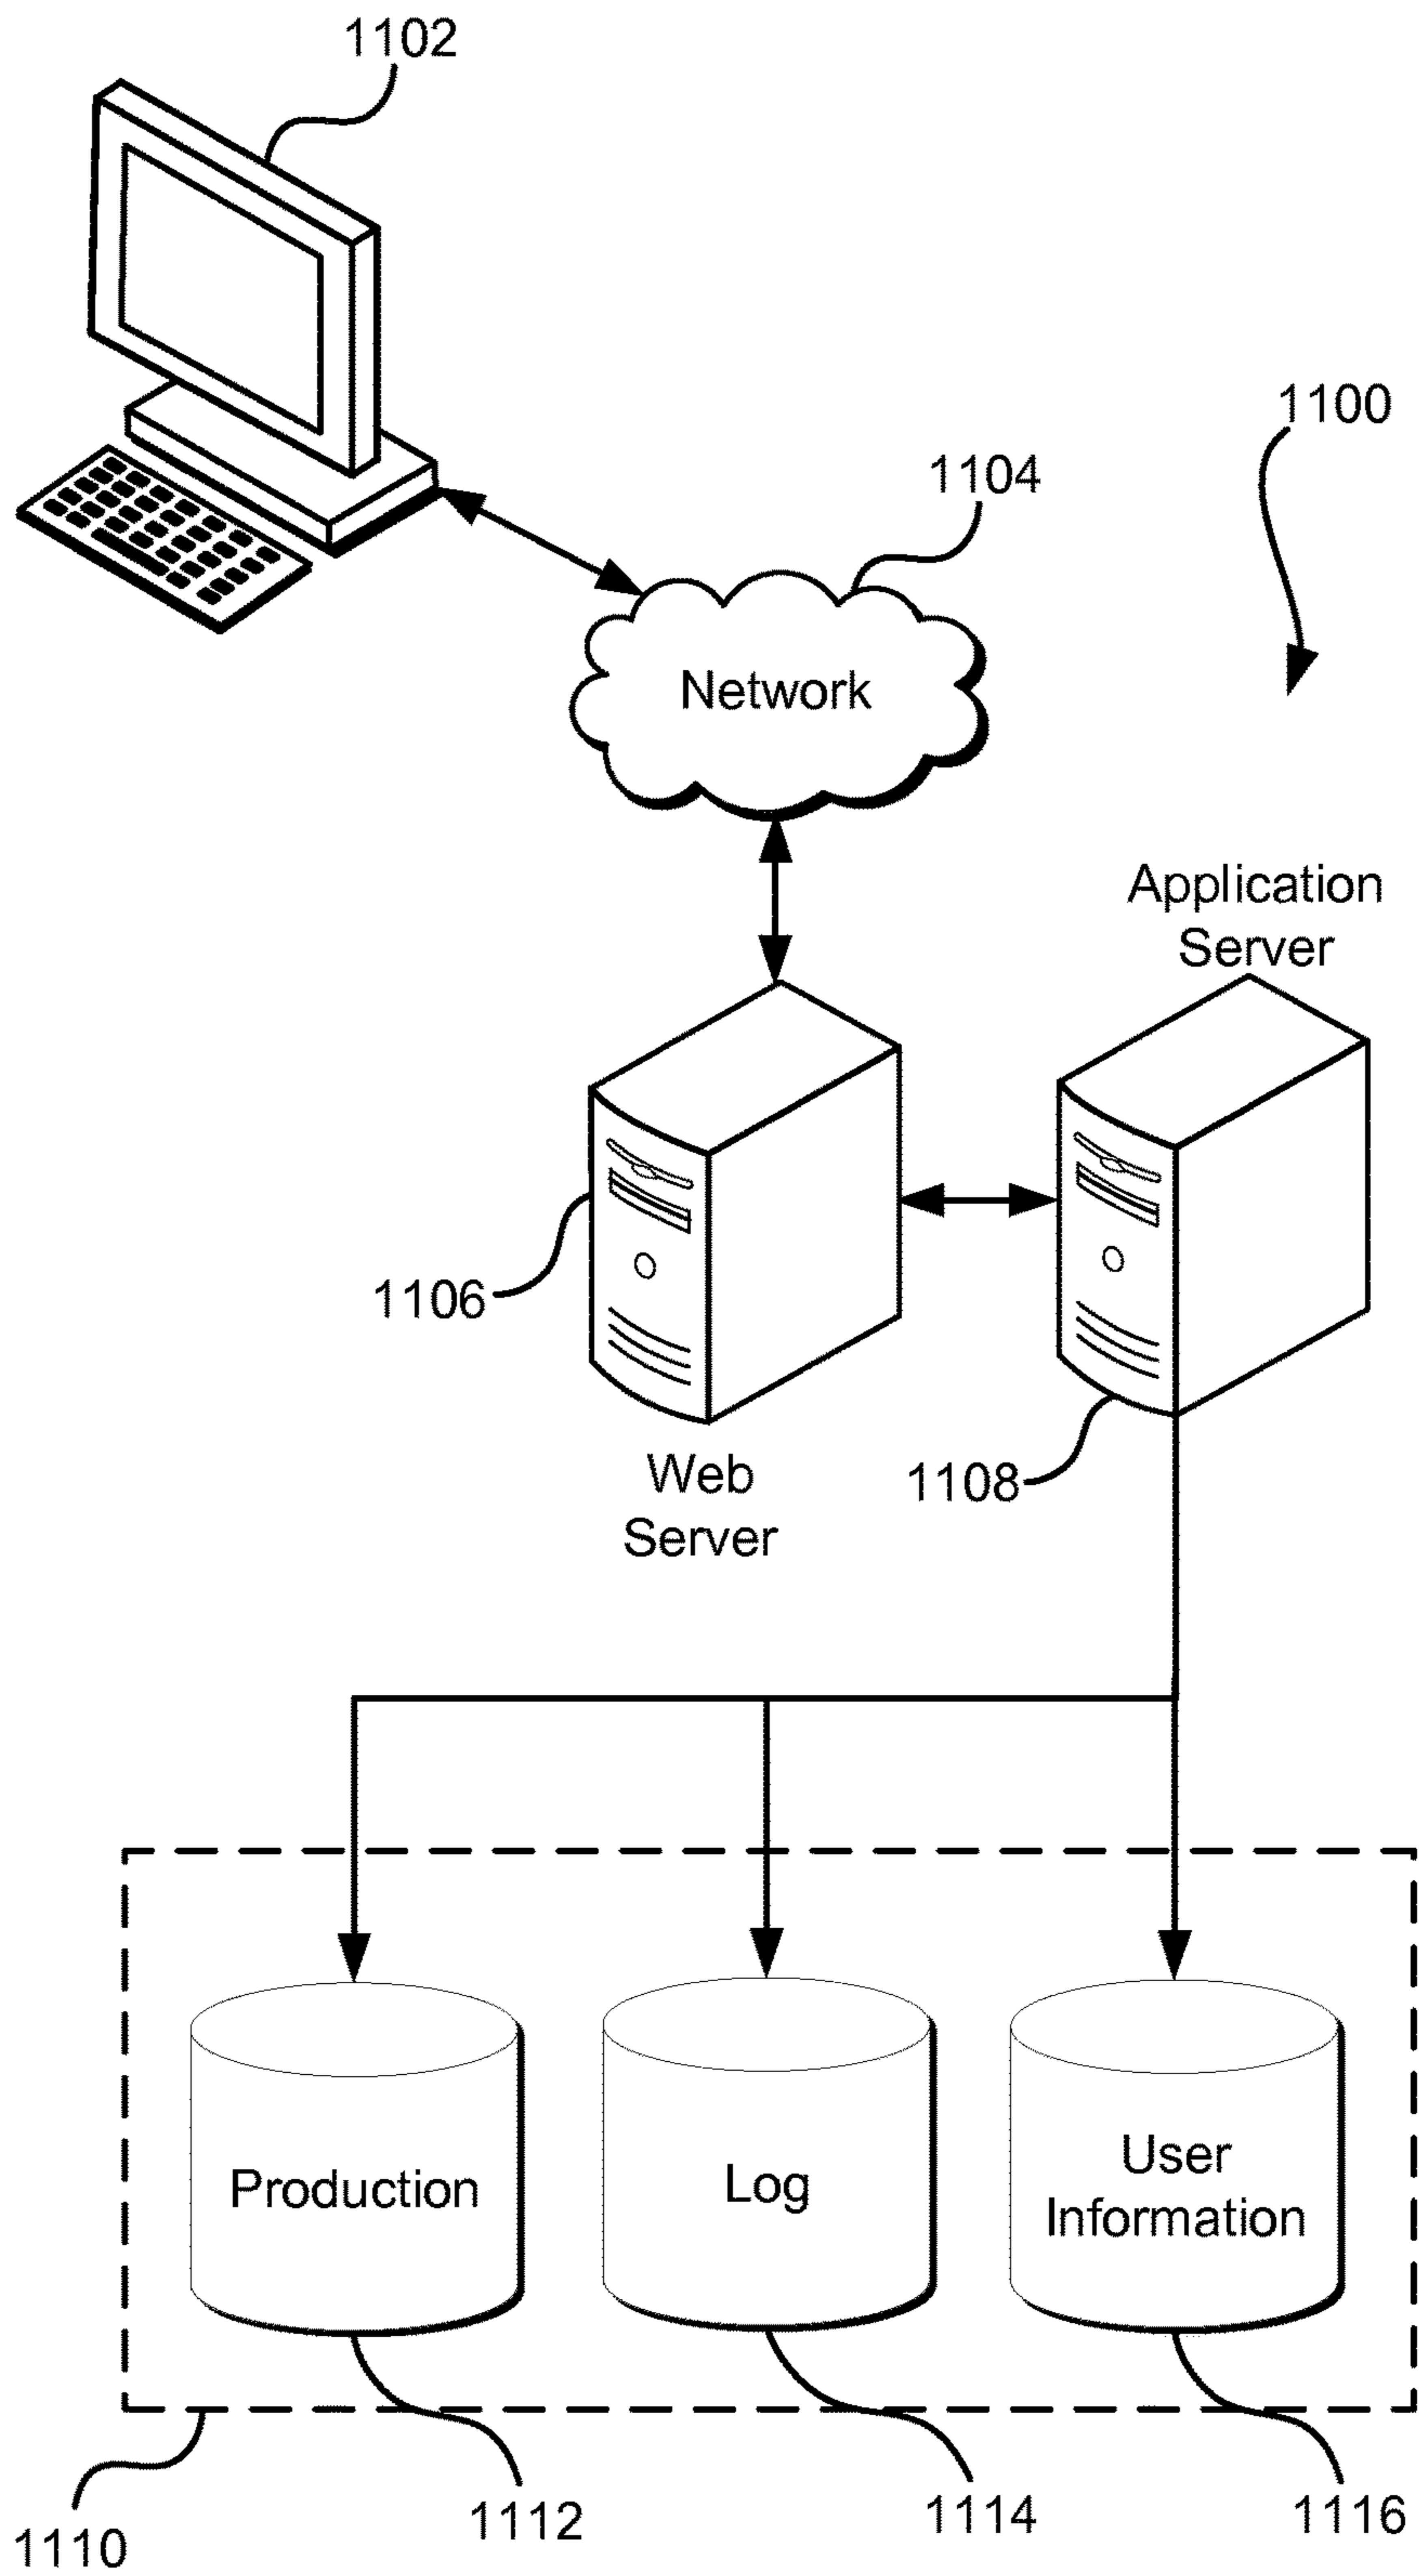 1102
1100
1104
Network
Application
Server
1106
1108
Web
Server
Production
Log
User
Information
1110
1112
1114
1116